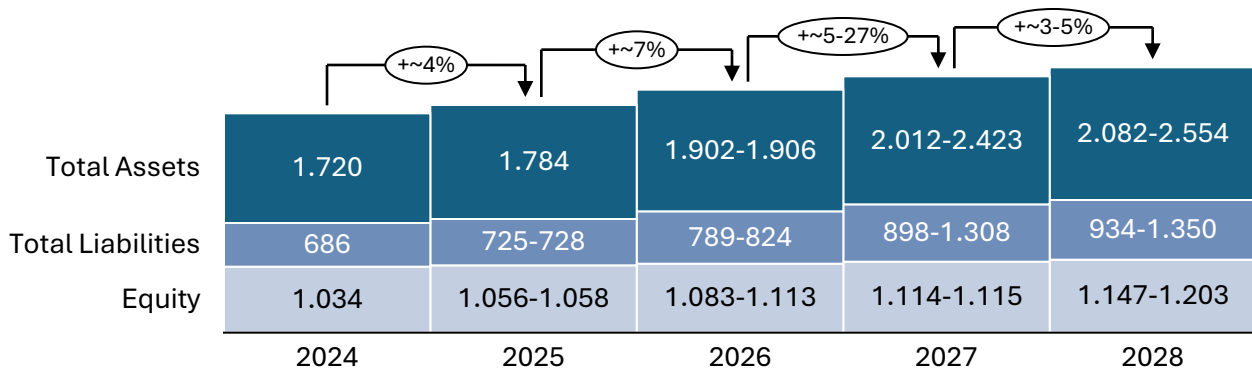 +~4%
+~7%
+~5-27%
+~3-5%
Total Assets 1.720 1.784 1.902-1.906 2.012-2.423 2.082-2.554
Total Liabilities 686 725-728 789-824 898-1.308 934-1.350
Equity 1.034 1.056-1.058 1.083-1.113 1.114-1.115 1.147-1.203
2024 2025 2026 2027 2028